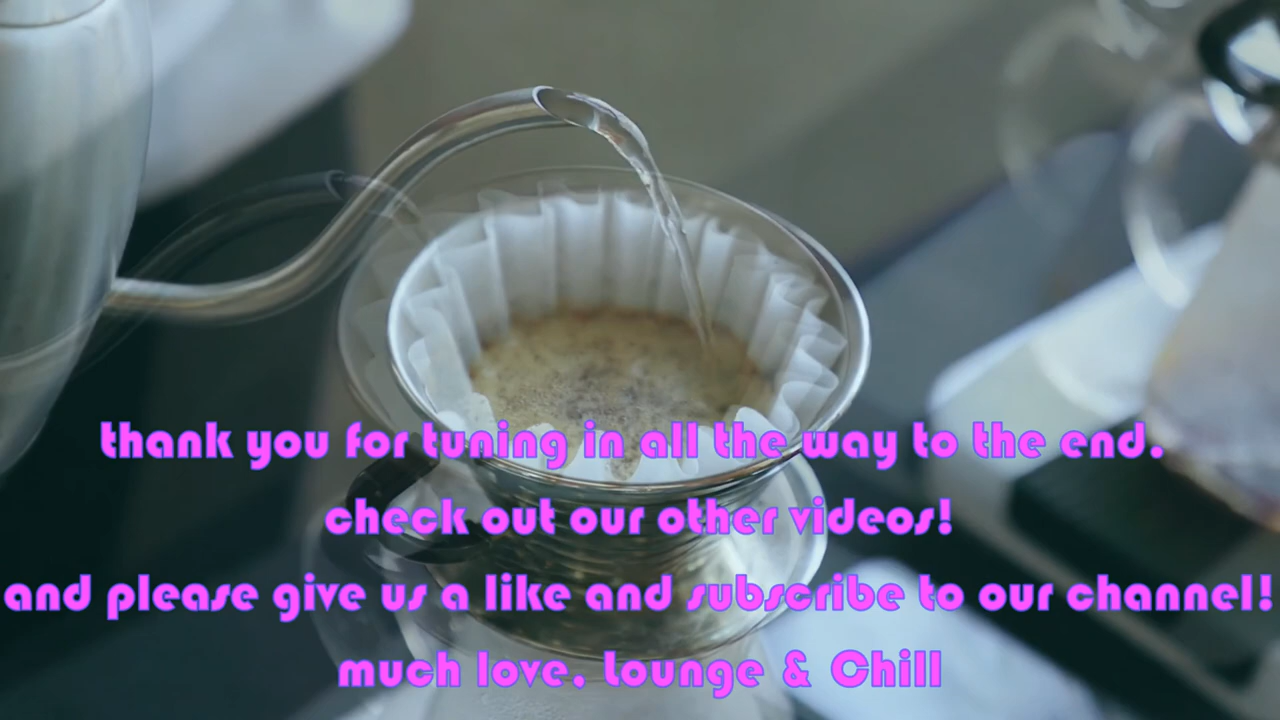 thank you for tuning in all the way to the end.
check out our other videos!
and please give us a like and subscribe to our channel!
much love, Lounge & Chill